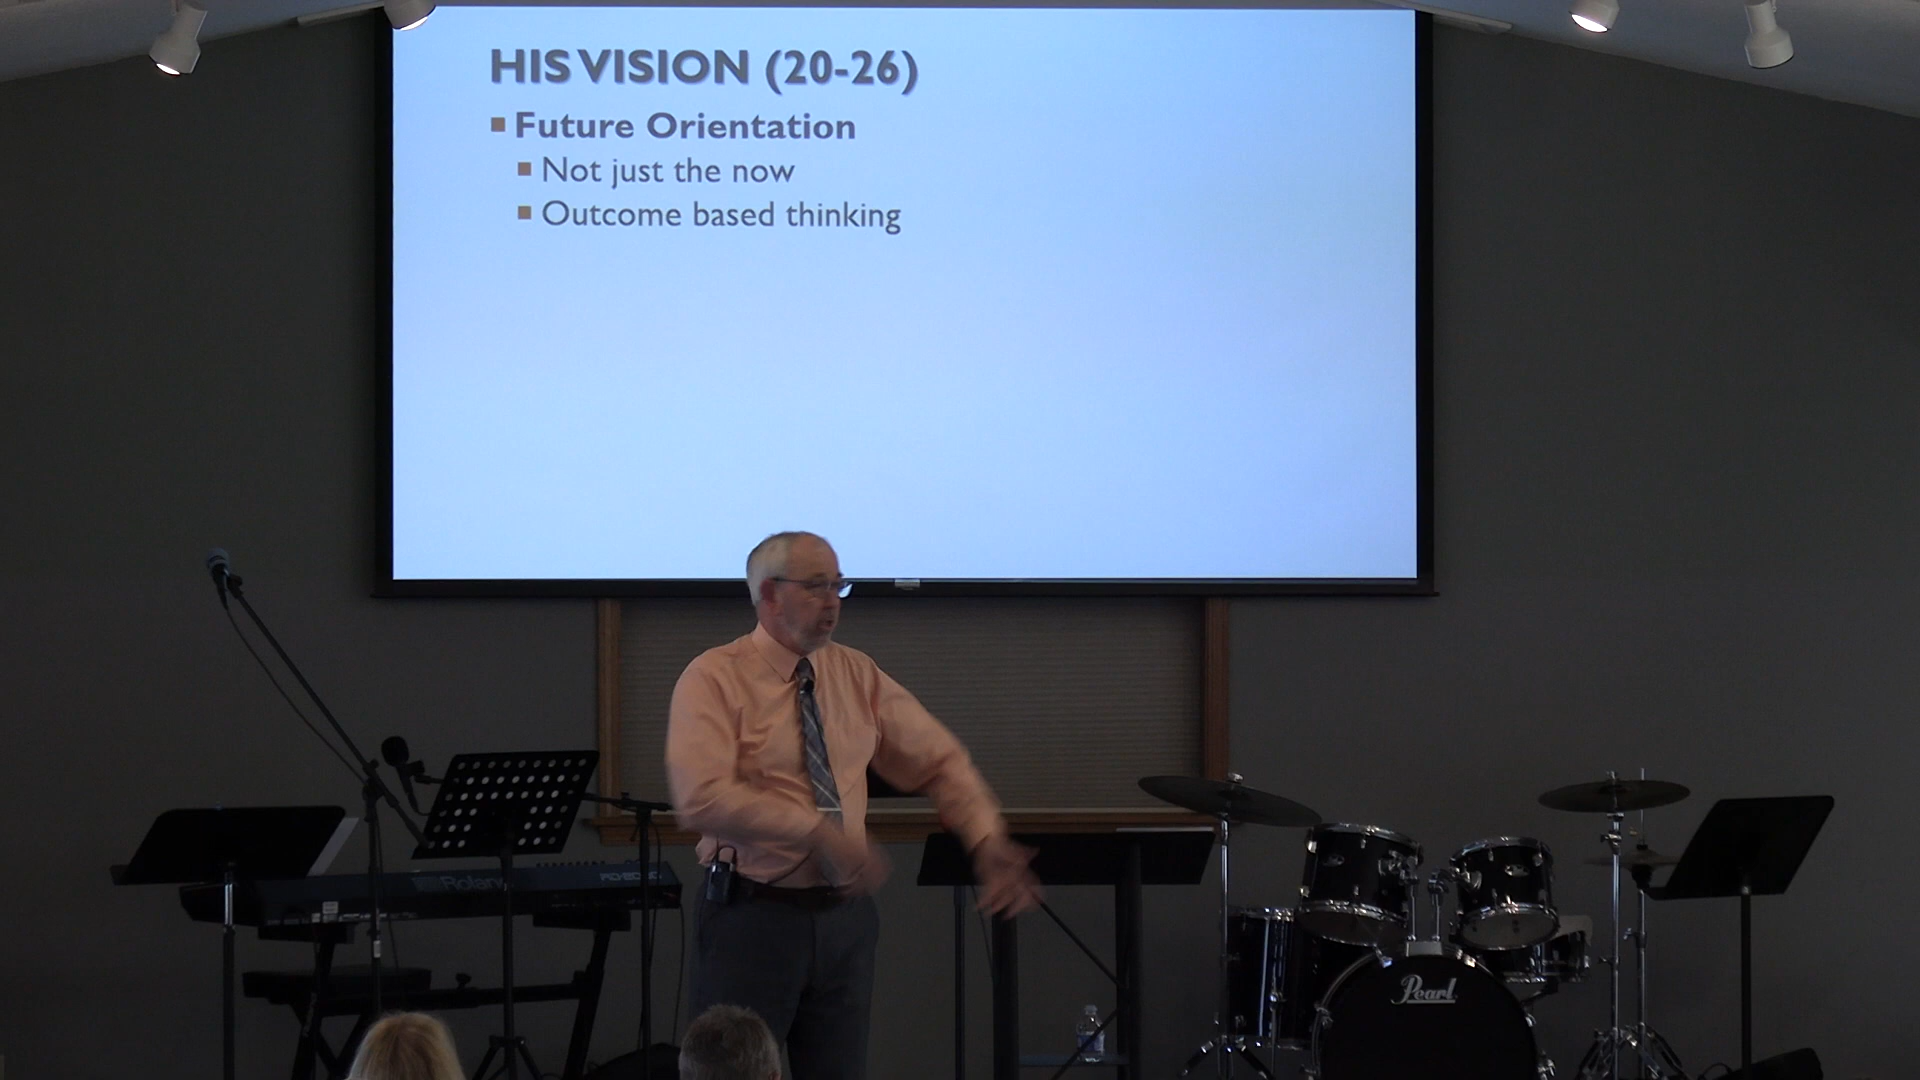 HIS VISION (20-26)
Future Orientation
Not just the now
Outcome based thinking
Roland
Pearl